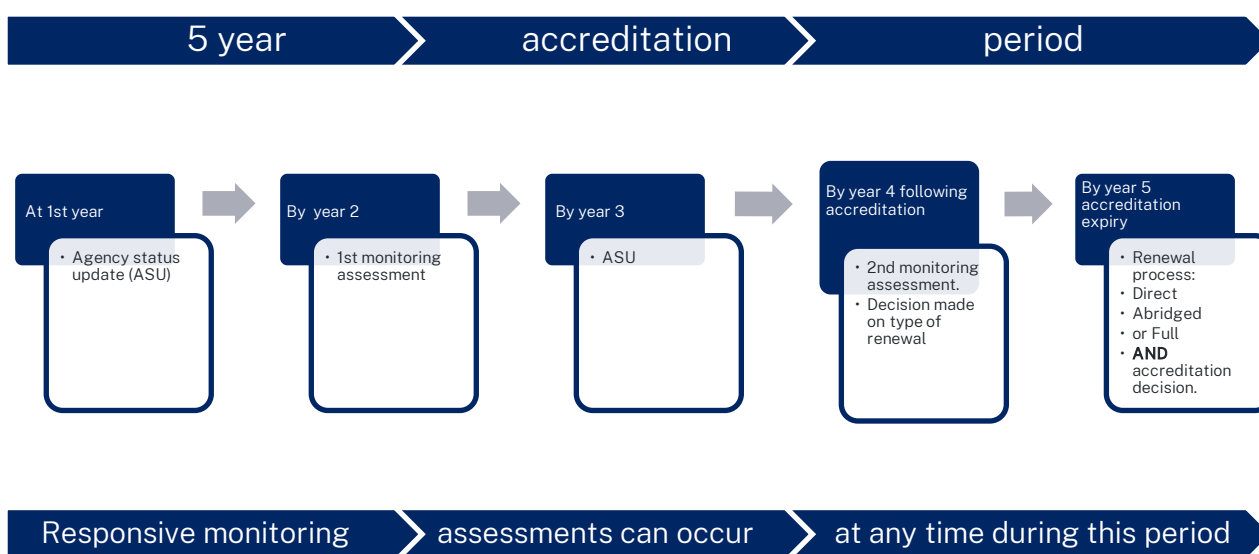 5 year accreditation period
At 1st year
• Agency status
update (ASU)
By year 2
• 1st monitoring
assessment
By year 3
• ASU
By year 4 following
accreditation
• 2nd monitoring
assessment.
• Decision made
on type of
renewal
By year 5
accreditation
expiry
• Renewal
process:
• Direct
• Abridged
• or Full
• AND
accreditation
decision.
Responsive monitoring assessments can occur at any time during this period